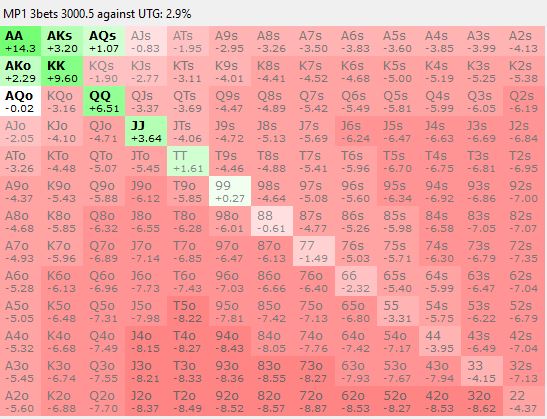 MP1 3bets 3000.5 against UTG: 2.9%
AA AKs AQs AJs ATs A9s A8s A7s A6s A5s A4s A3s A2s
+14.3 +3.20 +1.07 -0.83 -1.95 -2.95 -3.26 -3.50 -3.83 -3.60 -3.85 -3.99 -4.13
AKo KK KQs KJs KTs K9s K8s K7s K6s K5s K4s K3s K2s
+2.29 +9.60 -1.90 -2.77 -3.11 -4.01 -4.41 -4.52 -4.68 -5.00 -5.19 -5.25 -5.38
AQo KQo QQ QJs QTs Q9s Q8s Q7s Q6s Q5s Q4s Q3s Q2s
-0.02 -3.16 +6.51 -3.37 -3.69 -4.47 -4.89 -5.42 -5.49 -5.81 -5.99 -6.05 -6.19
AJo KJo QJo JJ JTs J9s J8s J7s J6s J5s J4s J3s J2s
-2.05 -4.10 -4.71 +3.64 -4.06 -4.72 -5.13 -5.69 -6.24 -6.47 -6.63 -6.69 -6.84
ATo KTo QTo JTo TT T9s T8s T7s T6s T5s T4s T3s T2s
-3.26 -4.48 -5.07 -5.45 +1.61 -4.46 -4.88 -5.41 -5.96 -6.70 -6.75 -6.81 -6.95
A9o K9o Q9o J9o T9o 99 98s 97s 96s 95s 94s 93s 92s
-4.37 -5.43 -5.88 -6.12 -5.85 +0.27 -4.64 -5.08 -5.60 -6.34 -6.92 -6.86 -7.00
A8o K8o Q8o J8o T8o 98o 88 87s 86s 85s 84s 83s 82s
-4.68 -5.85 -6.32 -6.55 -6.28 -6.01 -0.61 -4.77 -5.26 -5.98 -6.58 -7.05 -7.07
A7o K7o Q7o J7o T7o 97o 87o 77 76s 75s 74s 73s 72s
-4.93 -5.96 -6.89 -7.14 -6.85 -6.47 -6.13 -1.49 -5.03 -5.71 -6.30 -6.79 -7.35
A6o K6o Q6o J6o T6o 96o 86o 76o 66 65s 64s 63s 62s
-5.28 -6.13 -6.96 -7.73 -7.43 -7.03 -6.66 -6.40 -2.32 -5.40 -5.99 -6.47 -7.04
A5o K5o Q5o J5o T5o 95o 85o 75o 65o 55 54s 53s 52s
-5.05 -6.48 -7.31 -7.98 -8.22 -7.81 -7.42 -7.13 -6.80 -3.31 -5.75 -6.22 -6.79
A4o K4o Q4o J4o T4o 94o 84o 74o 64o 54o 44 43s 42s
-5.32 -6.68 -7.49 -8.15 -8.27 -8.43 -8.05 -7.76 -7.42 -7.17 -3.95 -6.49 -7.04
A3o K3o Q3o J3o T3o 93o 83o 73o 63o 53o 43o 33 32s
-5.45 -6.74 -7.55 -8.21 -8.33 -8.36 -8.55 -8.27 -7.93 -7.67 -7.94 -4.15 -7.13
A2o K2o Q2o J2o T2o 92o 82o 72o 62o 52o 42o 32o 22
-5.60 -6.88 -7.70 -8.37 -8.49 -8.52 -8.57 -8.87 -8.53 -8.27 -8.53 -8.62 -4.37